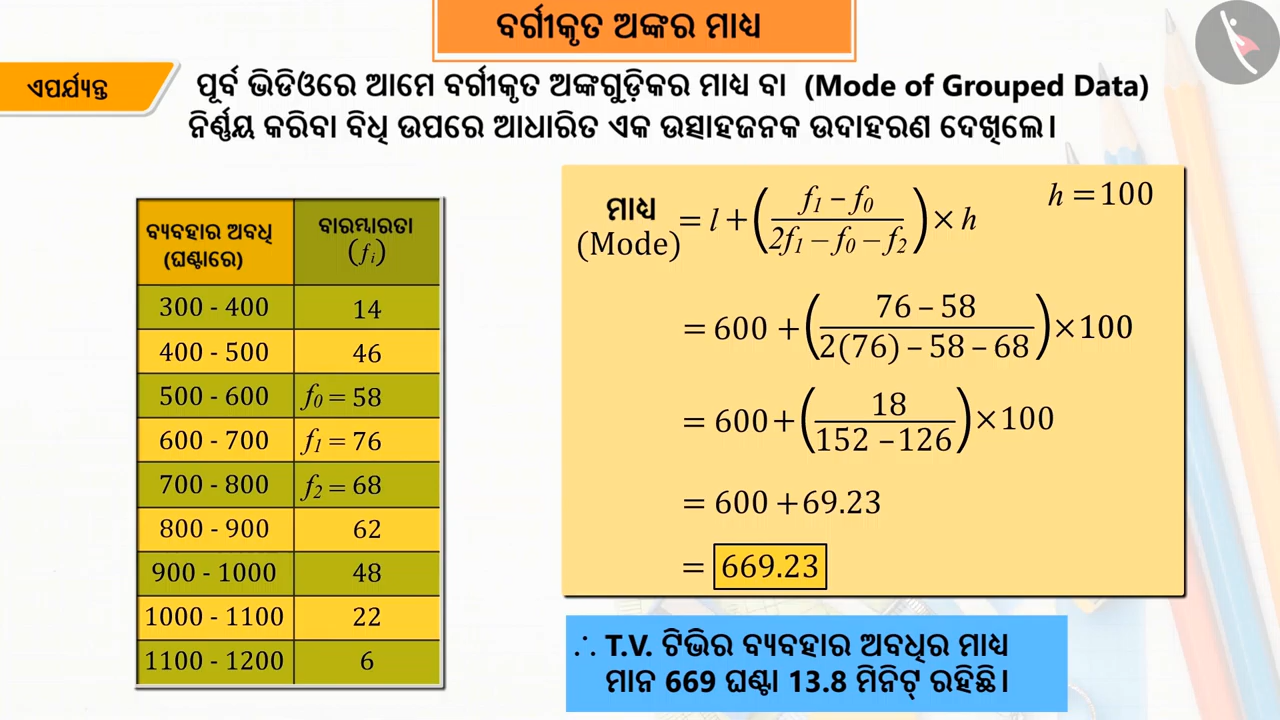 ବର୍ଗୀକୃତ ଅଙ୍କର ମାଧ୍ୟ
ଏପର୍ଯ୍ୟନ୍ତ
ପୂର୍ବ ଭିଡିଓରେ ଆମେ ବର୍ଗୀକୃତ ଅଙ୍କଗୁଡ଼ିକର ମାଧ୍ୟ ବା (Mode of Grouped Data)
ନିର୍ଣ୍ଣୟ କରିବା ବିଧି ଉପରେ ଆଧାରିତ ଏକ ଉତ୍ସାହଜନକ ଉଦାହରଣ ଦେଖିଲେ।
ବ୍ୟବହାର ଅବଧି (ଘଣ୍ଟାରେ) ବାରମ୍ବାରତା (fᵢ)
300 - 400 14
400 - 500 46
500 - 600 f₀ = 58
600 - 700 f₁ = 76
700 - 800 f₂ = 68
800 - 900 62
900 - 1000 48
1000 - 1100 22
1100 - 1200 6
ମାଧ୍ୟ (Mode) = l + ( (f₁ – f₀) / (2f₁ – f₀ – f₂) ) × h
h = 100
= 600 + ( (76 – 58) / (2(76) – 58 – 68) ) × 100
= 600 + ( 18 / (152 – 126) ) × 100
= 600 + 69.23
= 669.23
∴ T.V. ଟିଭିର ବ୍ୟବହାର ଅବଧିର ମାଧ୍ୟ
ମାନ 669 ଘଣ୍ଟା 13.8 ମିନିଟ୍ ରହିଛି।